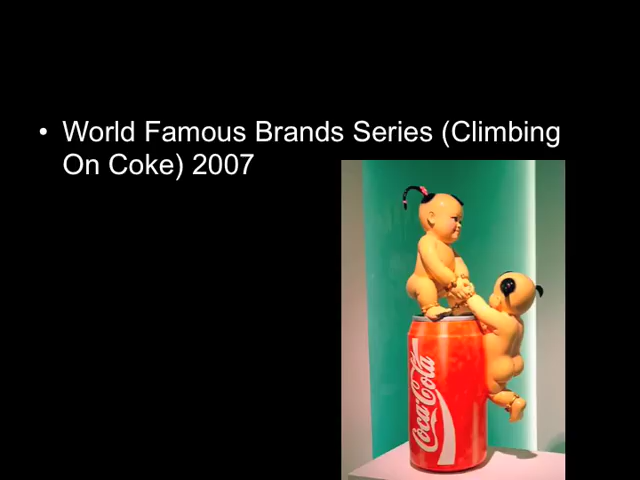 • World Famous Brands Series (Climbing
On Coke) 2007
Coca-Cola